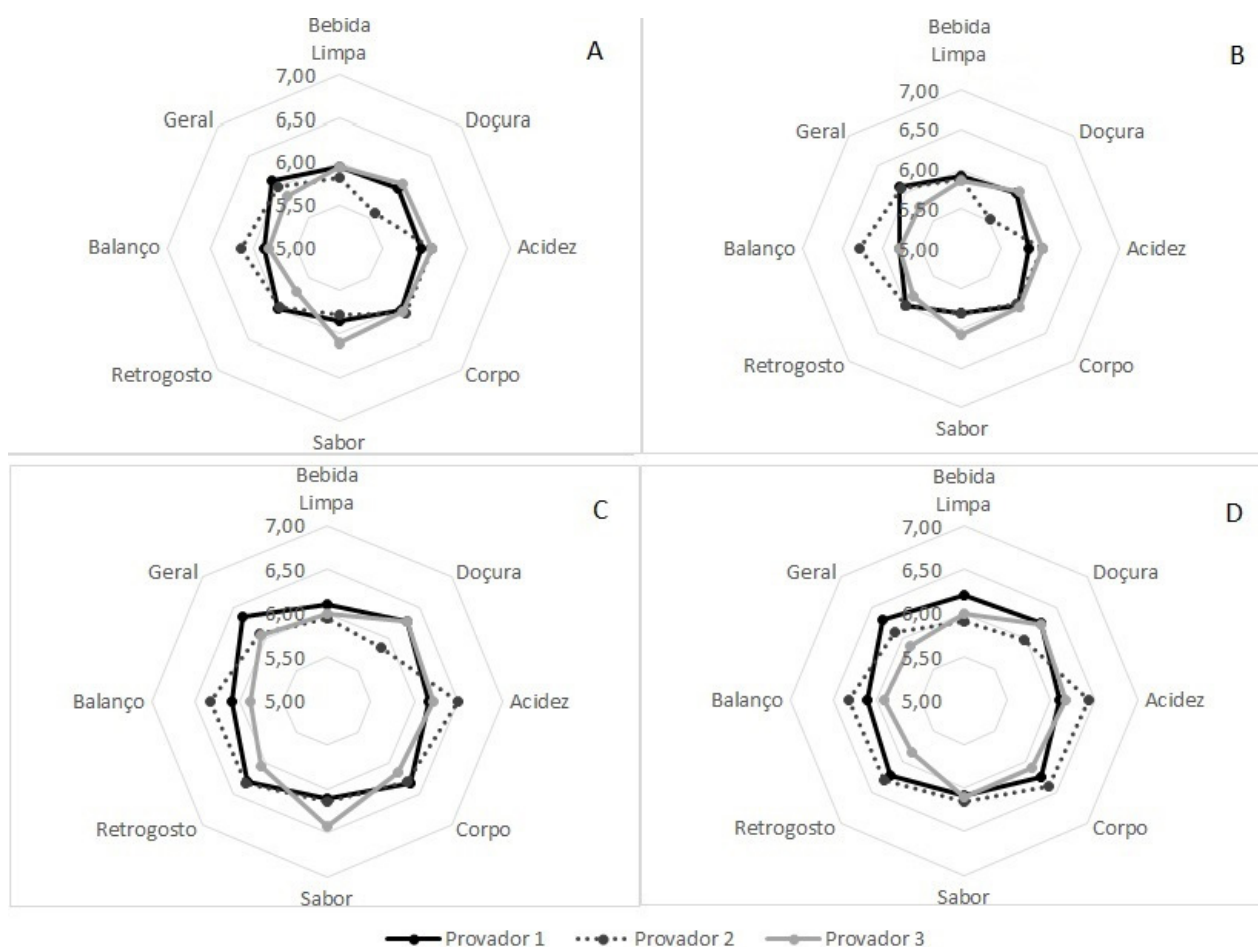 Bebida
Limpa
A
7,00
Geral
6,50
Doçura
6,00
5,50
Balanço
5,00
Acidez
Retrogosto
Corpo
Sabor
Bebida
Limpa
B
7,00
Geral
6,50
Doçura
6,00
5,50
Balanço
5,00
Acidez
Retrogosto
Corpo
Sabor
Bebida
Limpa
C
7,00
Geral
6,50
Doçura
6,00
5,50
Balanço
5,00
Acidez
Retrogosto
Corpo
Sabor
Bebida
Limpa
D
7,00
Geral
6,50
Doçura
6,00
5,50
Balanço
5,00
Acidez
Retrogosto
Corpo
Sabor
Provador 1 Provador 2 Provador 3